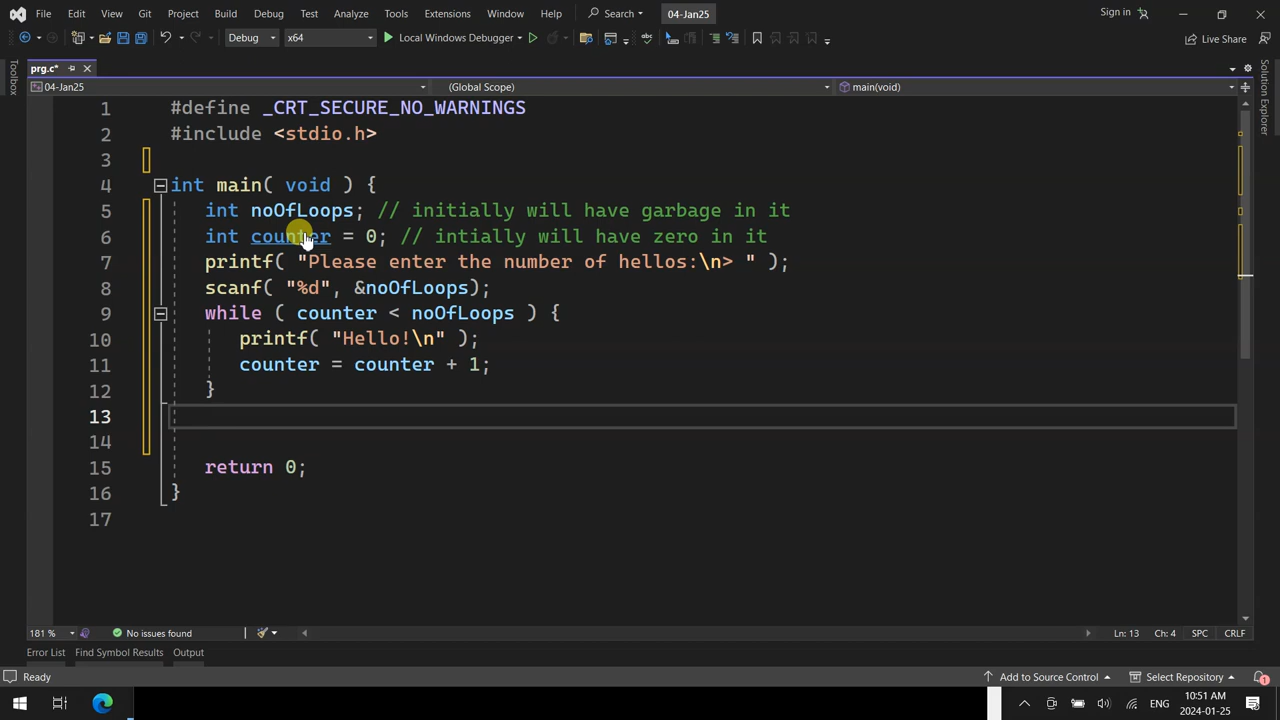 File Edit View Git Project Build Debug Test Analyze Tools Extensions Window Help Search 04-Jan25 Sign in
Debug x64 Local Windows Debugger Live Share
prg.c*
04-Jan25 (Global Scope) main(void)
Toolbox
Solution Explorer
1 #define _CRT_SECURE_NO_WARNINGS
2 #include <stdio.h>
3
4 int main( void ) {
5 int noOfLoops; // initially will have garbage in it
6 int counter = 0; // intially will have zero in it
7 printf( "Please enter the number of hellos:\n> " );
8 scanf( "%d", &noOfLoops);
9 while ( counter < noOfLoops ) {
10 printf( "Hello!\n" );
11 counter = counter + 1;
12 }
13
14
15 return 0;
16 }
17
181 % No issues found Ln: 13 Ch: 4 SPC CRLF
Error List Find Symbol Results Output
Ready Add to Source Control Select Repository 1
ENG 10:51 AM
2024-01-25